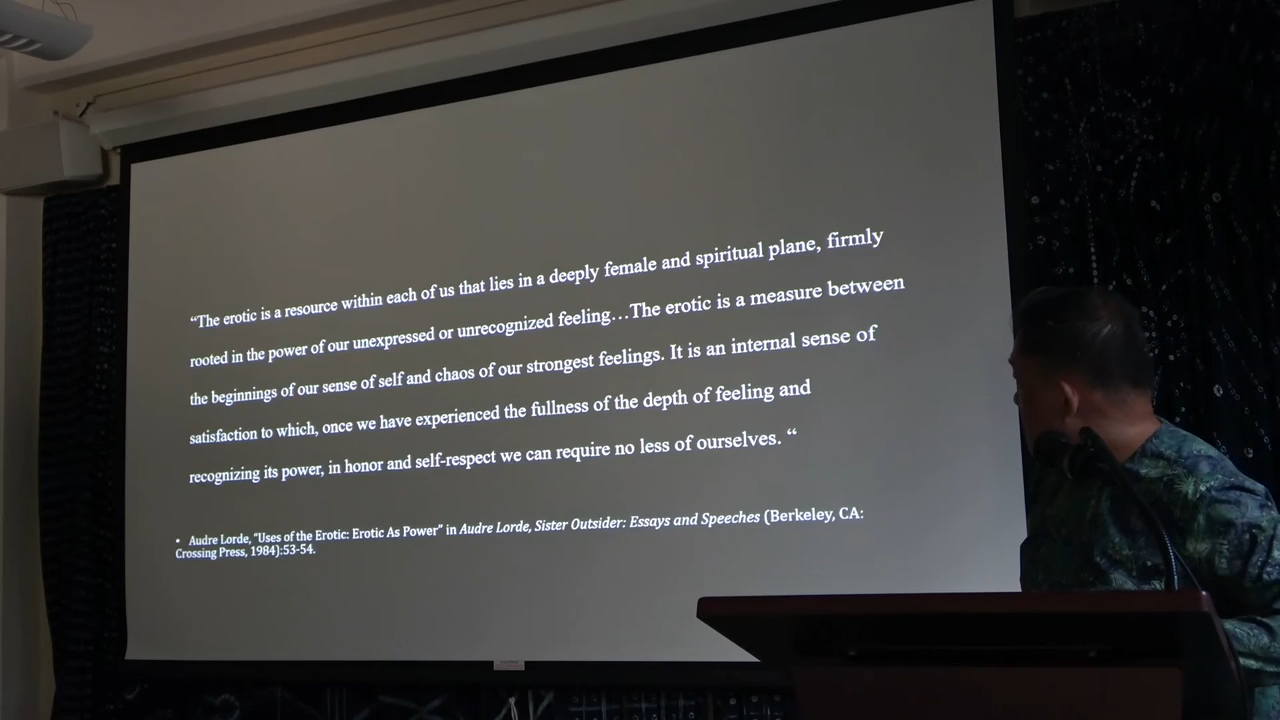 “The erotic is a resource within each of us that lies in a deeply female and spiritual plane, firmly
rooted in the power of our unexpressed or unrecognized feeling…The erotic is a measure between
the beginnings of our sense of self and chaos of our strongest feelings. It is an internal sense of
satisfaction to which, once we have experienced the fullness of the depth of feeling and
recognizing its power, in honor and self-respect we can require no less of ourselves. “
• Audre Lorde, “Uses of the Erotic: Erotic As Power” in Audre Lorde, Sister Outsider: Essays and Speeches (Berkeley, CA:
Crossing Press, 1984):53-54.